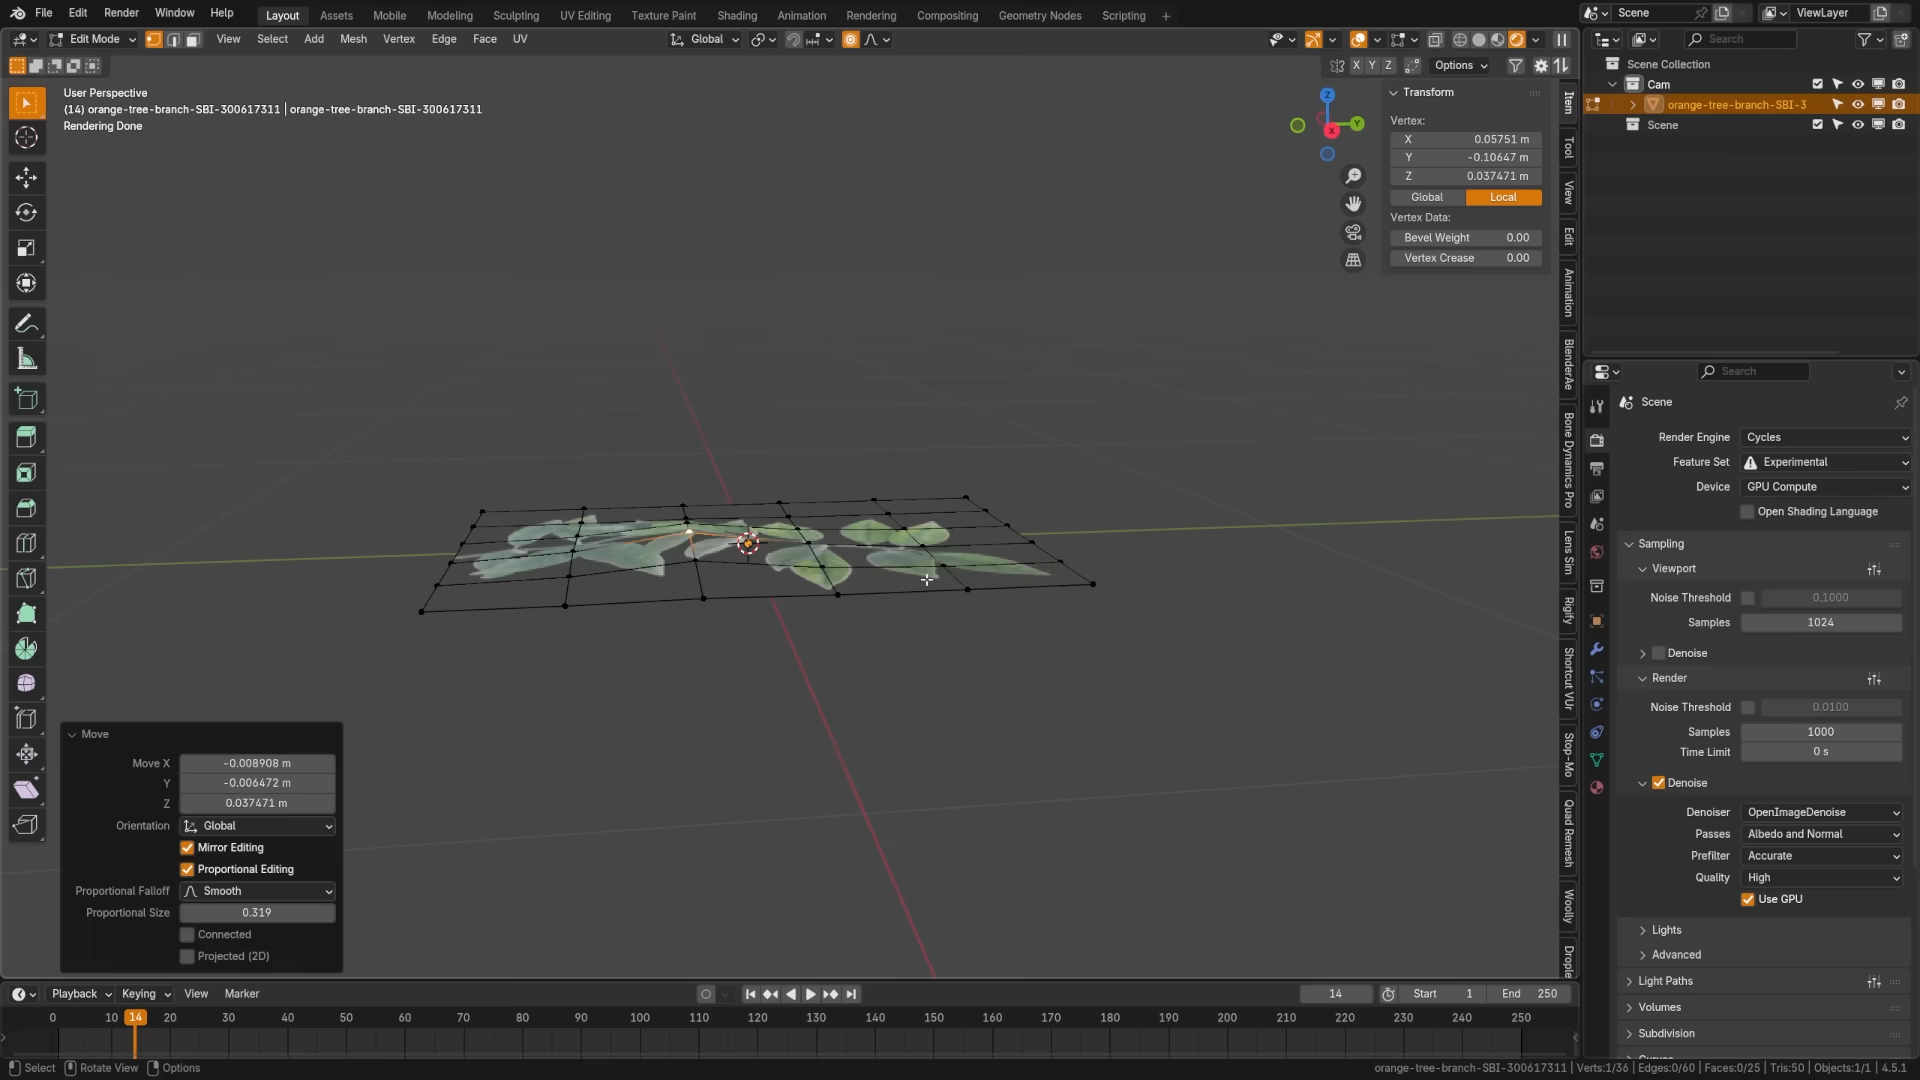 File Edit Render Window Help Layout Assets Mobile Modeling Sculpting UV Editing Texture Paint Shading Animation Rendering Compositing Geometry Nodes Scripting + Scene ViewLayer
Edit Mode View Select Add Mesh Vertex Edge Face UV Global Search
X Y Z Options
User Perspective
(14) orange-tree-branch-SBI-300617311 | orange-tree-branch-SBI-300617311
Rendering Done
Z
Y
X
Transform
Vertex:
X 0.05751 m
Y -0.10647 m
Z 0.037471 m
Global Local
Vertex Data:
Bevel Weight 0.00
Vertex Crease 0.00
Item
Tool
View
Edit
Animation
BlenderAe
Bone Dynamics Pro
Lens Sim
Rigify
Shortcut VUr
Stop-Mo
Quad Remesh
Woolly
Drople
Scene Collection
Cam
orange-tree-branch-SBI-3
Scene
Search
Scene
Render Engine Cycles
Feature Set Experimental
Device GPU Compute
Open Shading Language
Sampling
Viewport
Noise Threshold 0.1000
Samples 1024
Denoise
Render
Noise Threshold 0.0100
Samples 1000
Time Limit 0 s
Denoise
Denoiser OpenImageDenoise
Passes Albedo and Normal
Prefilter Accurate
Quality High
Use GPU
Lights
Advanced
Light Paths
Volumes
Subdivision
Curves
Move
Move X -0.008908 m
Y -0.006472 m
Z 0.037471 m
Orientation Global
Mirror Editing
Proportional Editing
Proportional Falloff Smooth
Proportional Size 0.319
Connected
Projected (2D)
Playback Keying View Marker 14 Start 1 End 250
0 10 14 20 30 40 50 60 70 80 90 100 110 120 130 140 150 160 170 180 190 200 210 220 230 240 250
Select Rotate View Options orange-tree-branch-SBI-300617311 | Verts:1/36 | Edges:0/60 | Faces:0/25 | Tris:50 | Objects:1/1 | 4.5.1